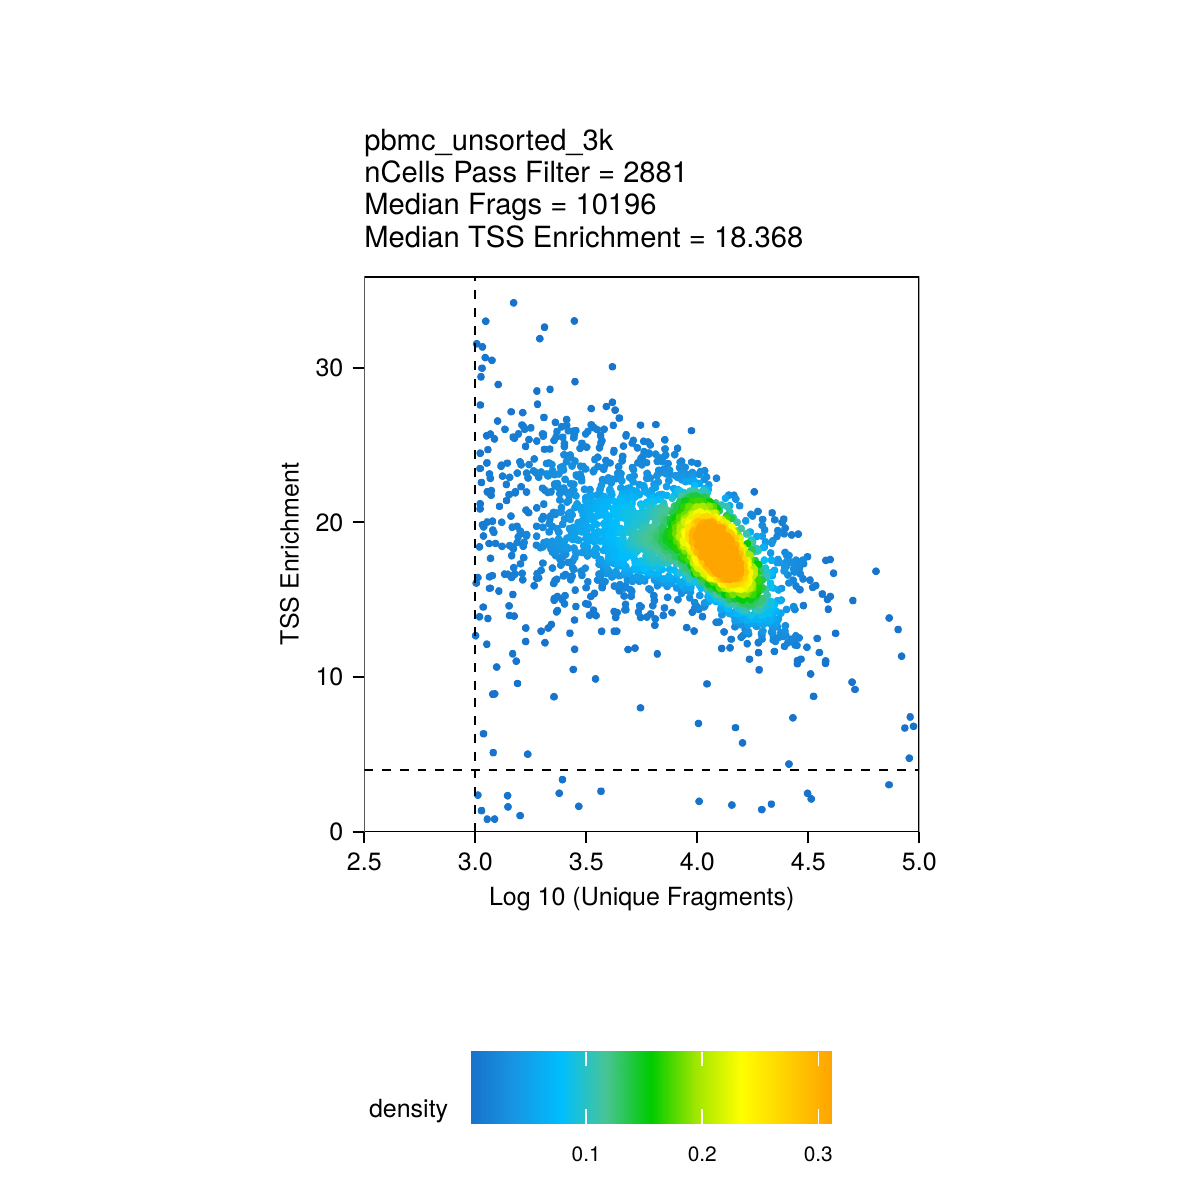 pbmc_unsorted_3k
nCells Pass Filter = 2881
Median Frags = 10196
Median TSS Enrichment = 18.368
TSS Enrichment
30
20
10
0
2.5 3.0 3.5 4.0 4.5 5.0
Log 10 (Unique Fragments)
density
0.1 0.2 0.3